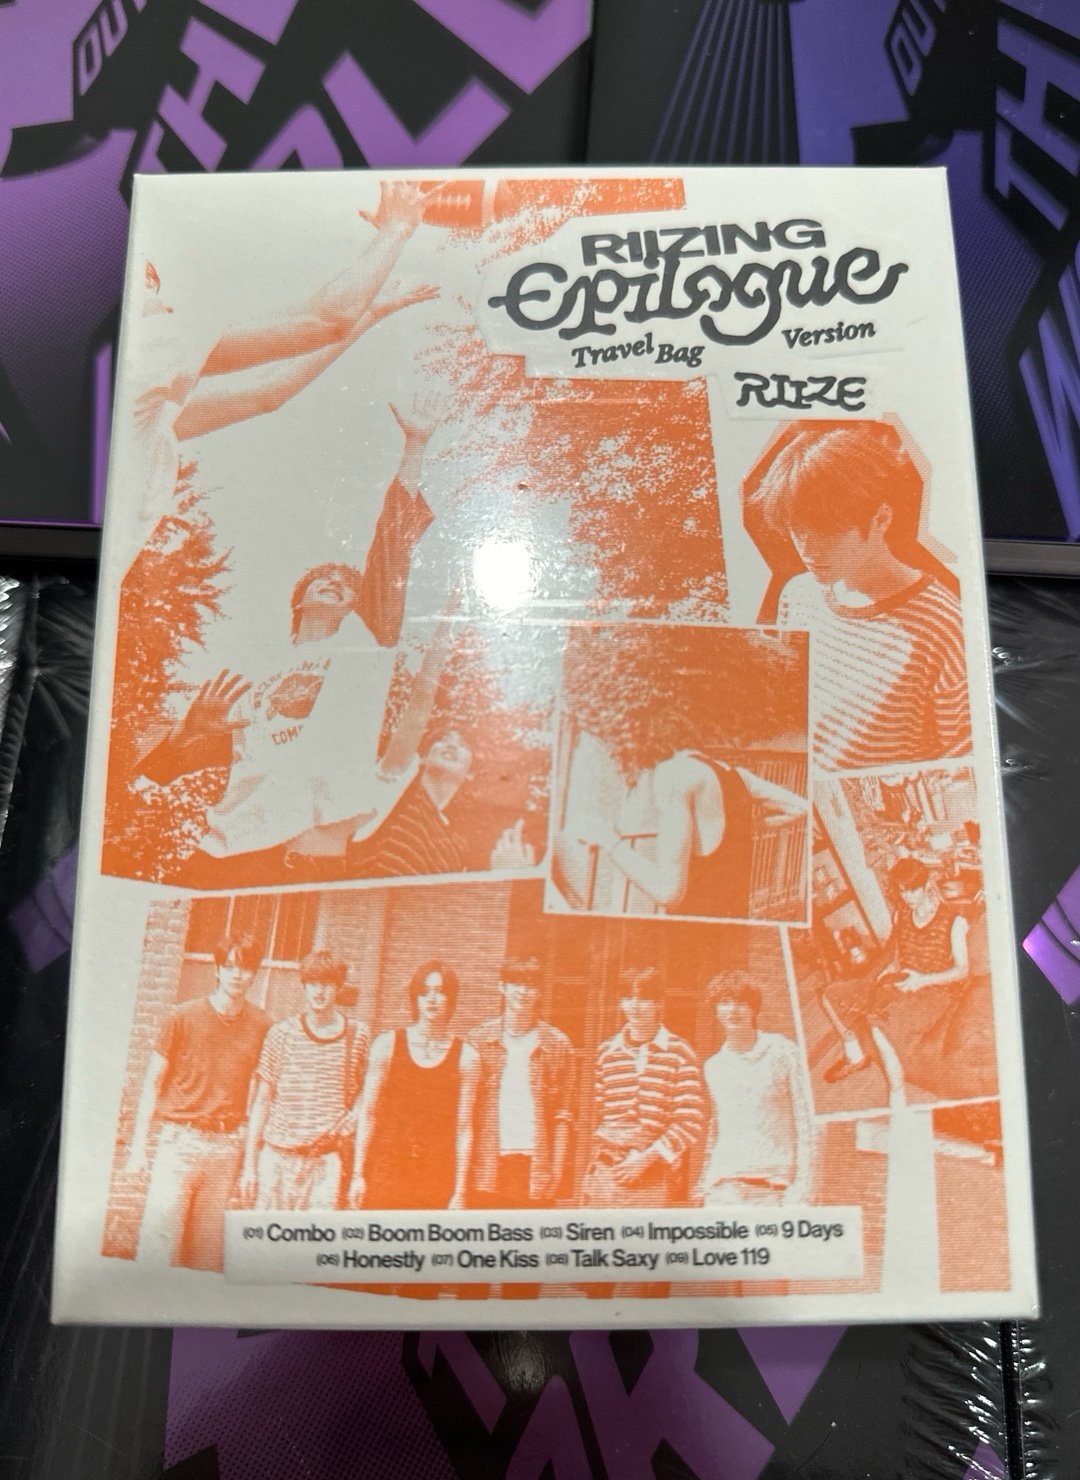 RIIZING
Epilogue
Travel Bag Version
RIIZE
COM
(01) Combo (02) Boom Boom Bass (03) Siren (04) Impossible (05) 9 Days
(06) Honestly (07) One Kiss (08) Talk Saxy (09) Love 119